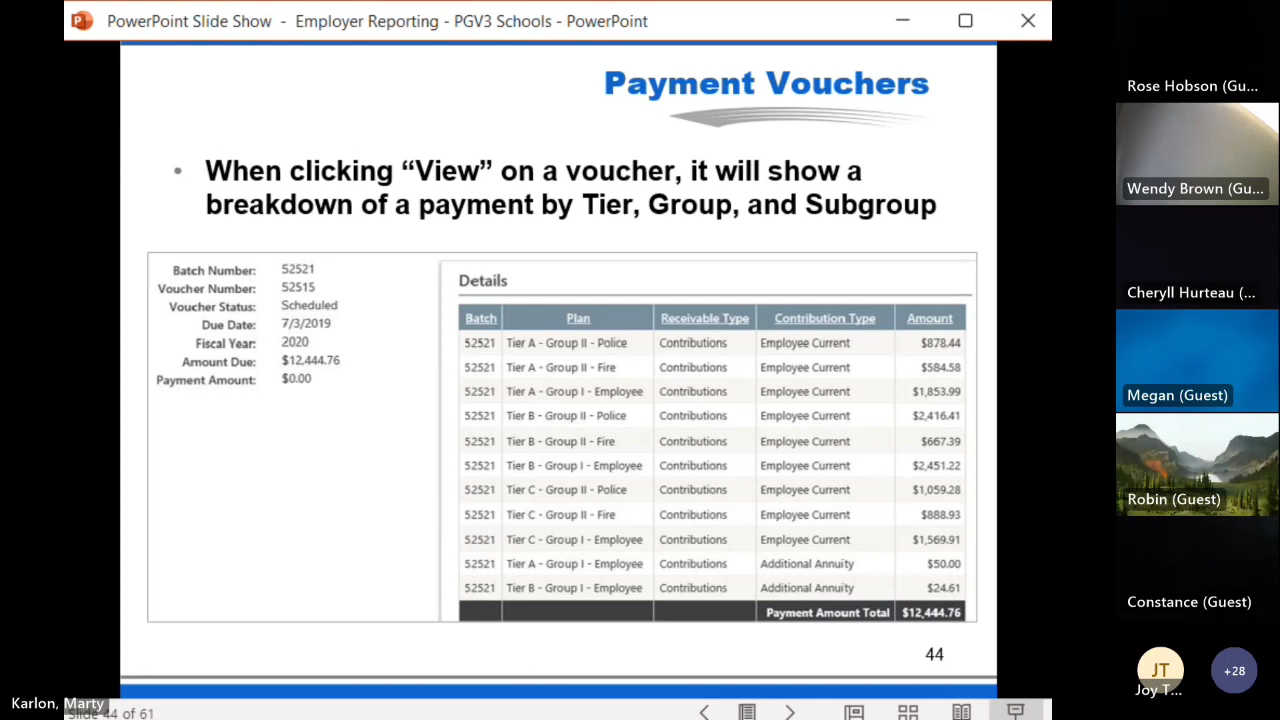 PowerPoint Slide Show - Employer Reporting - PGV3 Schools - PowerPoint
Payment Vouchers
• When clicking “View” on a voucher, it will show a
breakdown of a payment by Tier, Group, and Subgroup
Batch Number: 52521
Voucher Number: 52515
Voucher Status: Scheduled
Due Date: 7/3/2019
Fiscal Year: 2020
Amount Due: $12,444.76
Payment Amount: $0.00
Details
Batch Plan Receivable Type Contribution Type Amount
52521 Tier A - Group II - Police Contributions Employee Current $878.44
52521 Tier A - Group II - Fire Contributions Employee Current $584.58
52521 Tier A - Group I - Employee Contributions Employee Current $1,853.99
52521 Tier B - Group II - Police Contributions Employee Current $2,416.41
52521 Tier B - Group II - Fire Contributions Employee Current $667.39
52521 Tier B - Group I - Employee Contributions Employee Current $2,451.22
52521 Tier C - Group II - Police Contributions Employee Current $1,059.28
52521 Tier C - Group II - Fire Contributions Employee Current $888.93
52521 Tier C - Group I - Employee Contributions Employee Current $1,569.91
52521 Tier A - Group I - Employee Contributions Additional Annuity $50.00
52521 Tier B - Group I - Employee Contributions Additional Annuity $24.61
Payment Amount Total $12,444.76
44
Slide 44 of 61
Karlon, Marty
Rose Hobson (Gu...
Wendy Brown (Gu...
Cheryll Hurteau (...
Megan (Guest)
Robin (Guest)
Constance (Guest)
JT
Joy T...
+28